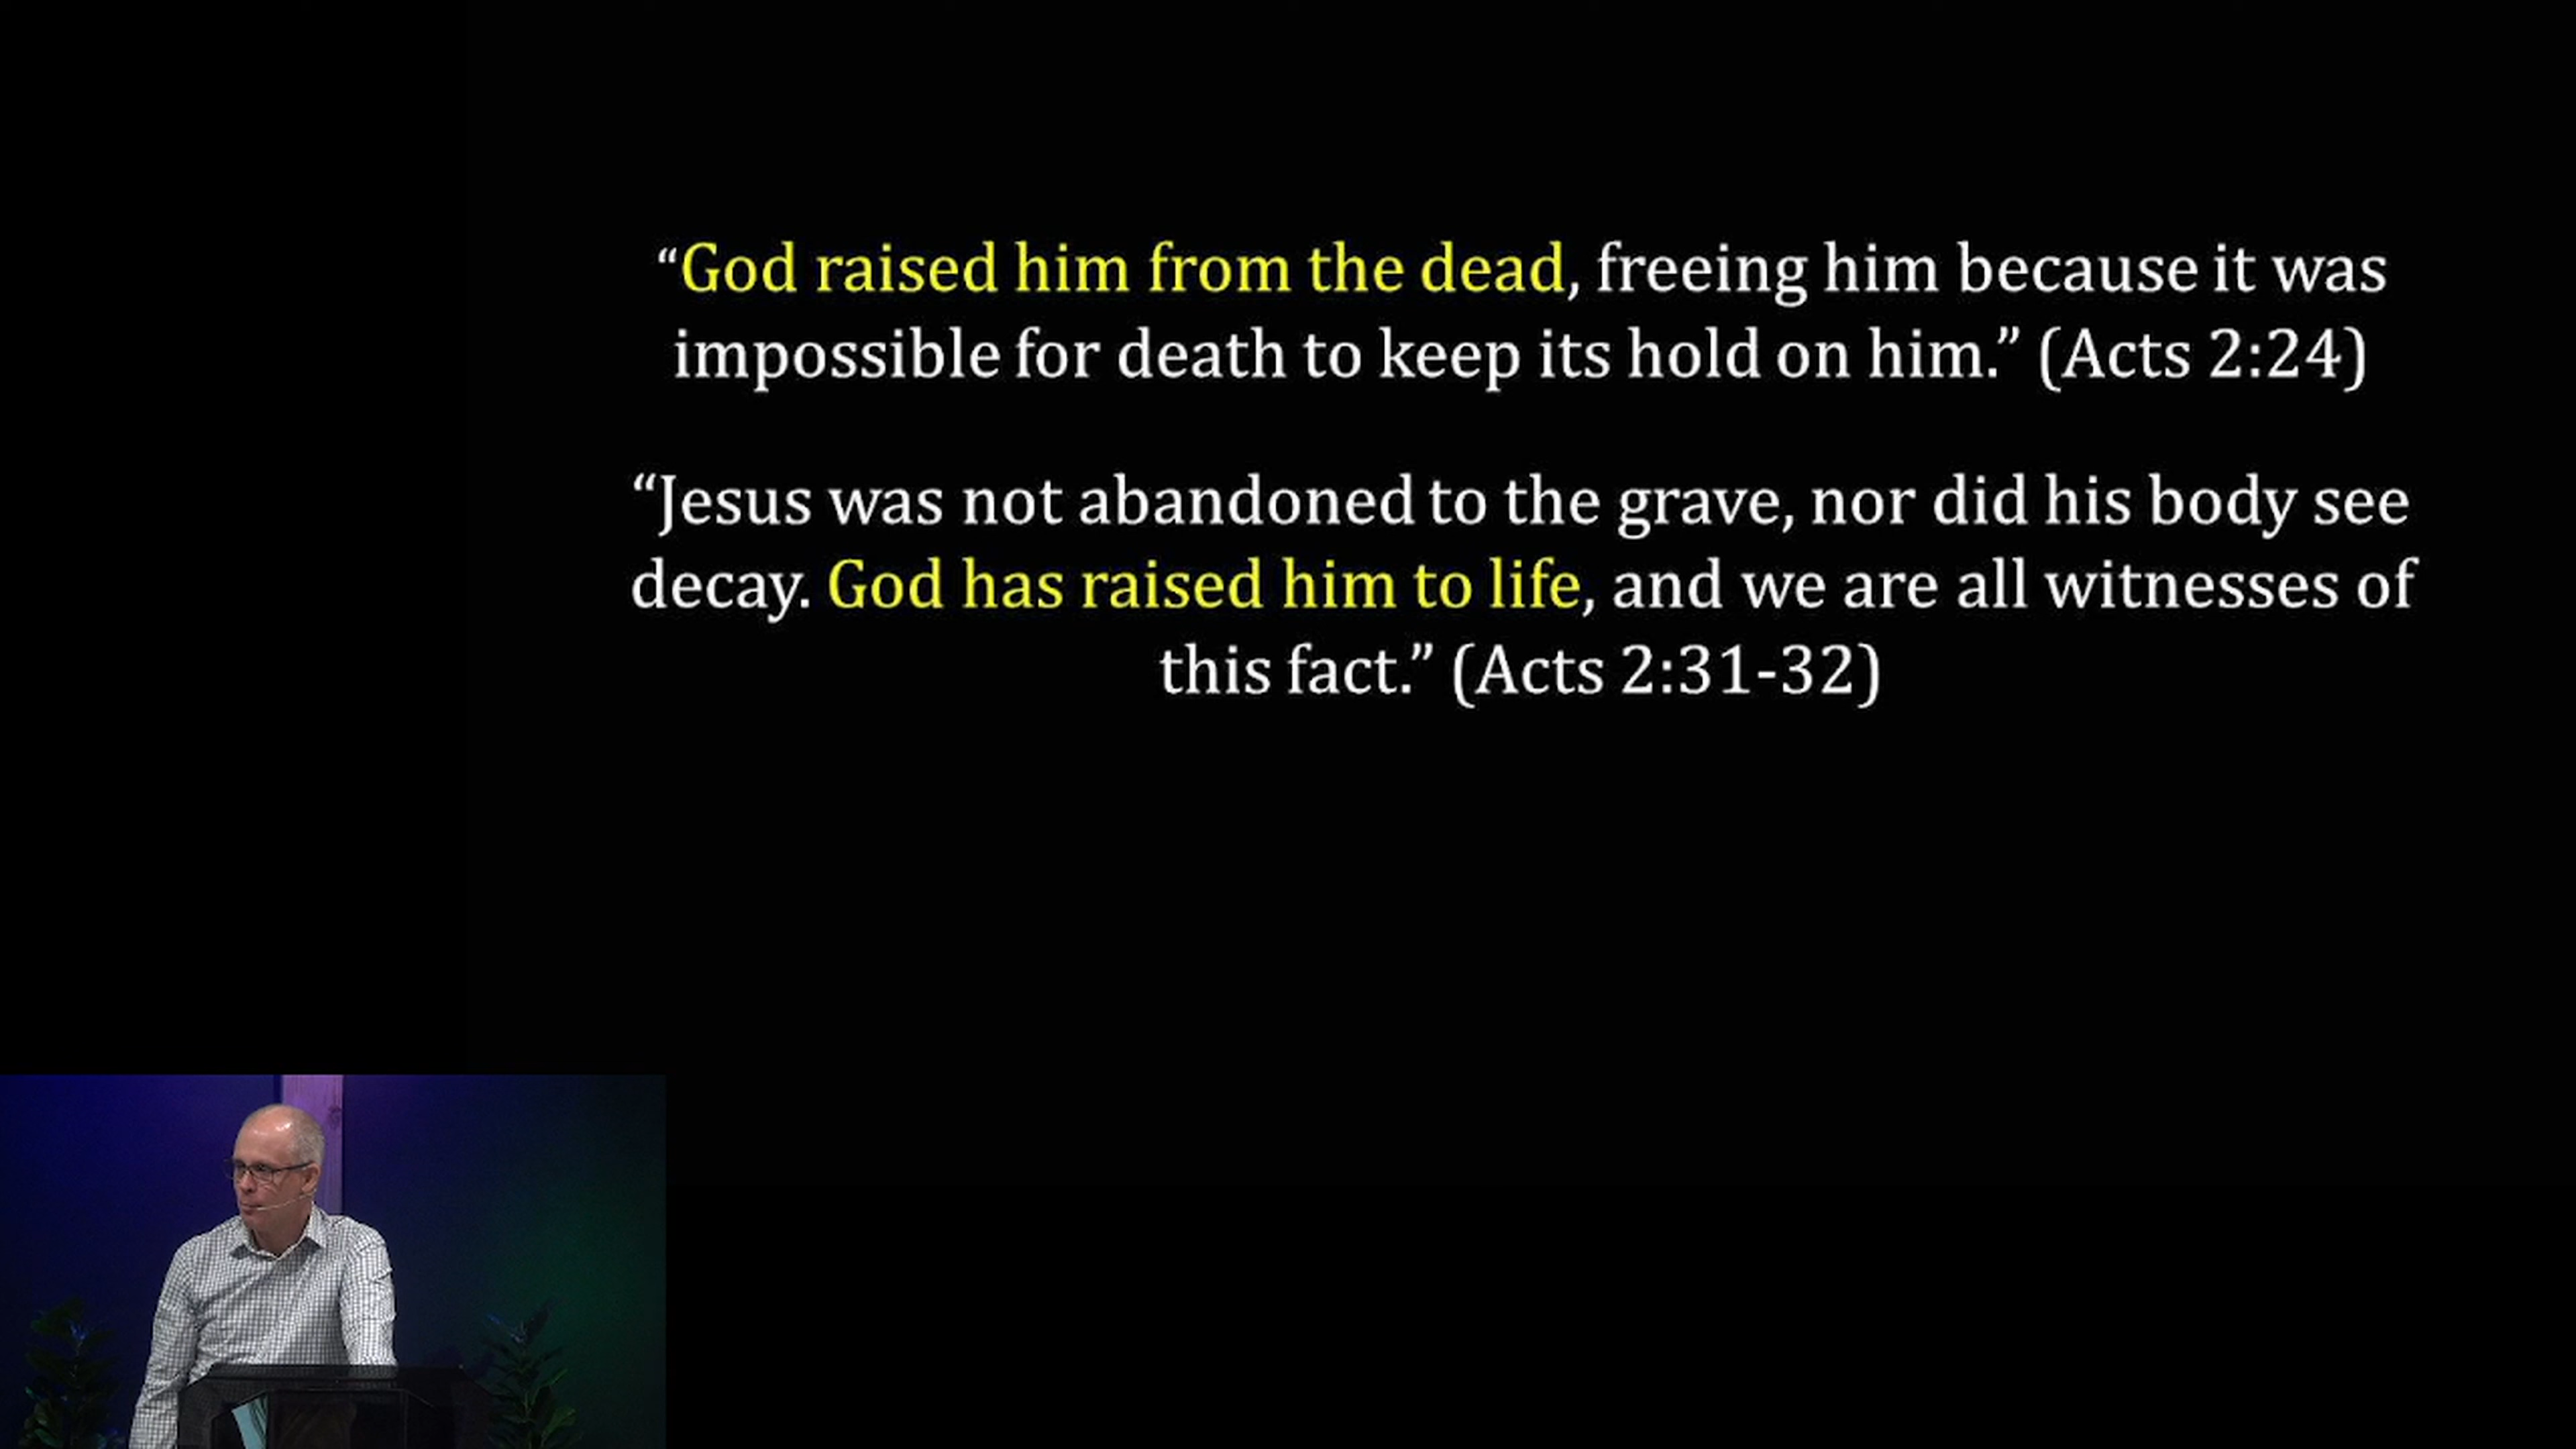 “God raised him from the dead, freeing him because it was
impossible for death to keep its hold on him.” (Acts 2:24)
“Jesus was not abandoned to the grave, nor did his body see
decay. God has raised him to life, and we are all witnesses of
this fact.” (Acts 2:31-32)